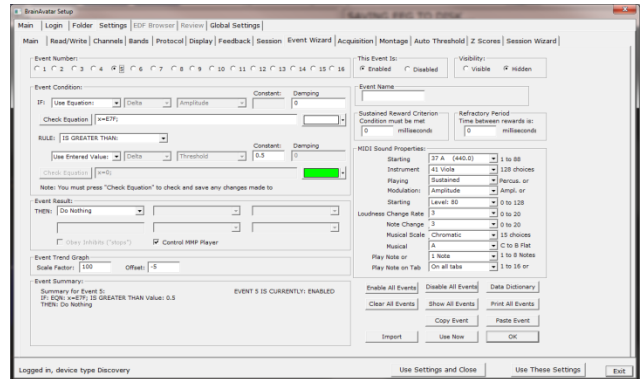 BrainAvatar Setup
Main Login Folder Settings EDF Browser Review Global Settings
Main Read/Write Channels Bands Protocol Display Feedback Session Event Wizard Acquisition Montage Auto Threshold Z Scores Session Wizard
Event Number:
1 2 3 4 5 6 7 8 9 10 11 12 13 14 15 16
This Event Is:
Enabled Disabled
Visibility:
Visible Hidden
Event Condition:
Constant: Damping
IF: Use Equation: Delta Amplitude 0
Check Equation x=E7F;
RULE: IS GREATER THAN:
Constant: Damping
Use Entered Value: Delta Threshold 0.5 0
Check Equation x=0;
Note: You must press "Check Equation" to check and save any changes made to
Event Name
Sustained Reward Criterion
Condition must be met
0 milliseconds
Refractory Period
Time between rewards is:
0 milliseconds
MIDI Sound Properties:
Starting 37 A (440.0) 1 to 88
Instrument 41 Viola 128 choices
Playing Sustained Percus. or
Modulation: Amplitude Ampl. or
Starting Level: 80 0 to 128
Loudness Change Rate 3 0 to 20
Note Change 3 0 to 20
Musical Scale Chromatic 15 choices
Musical A C to B Flat
Play Note or 1 Note 1 to 8 Notes
Play Note on Tab On all tabs 1 to 16 or
Event Result:
THEN: Do Nothing
Obey Inhibits ("stops") Control MMP Player
Event Trend Graph
Scale Factor: 100 Offset: -5
Event Summary:
Summary for Event 5: EVENT 5 IS CURRENTLY: ENABLED
IF: EQN: x=E7F; IS GREATER THAN Value: 0.5
THEN: Do Nothing
Enable All Events Disable All Events Data Dictionary
Clear All Events Show All Events Print All Events
Copy Event Paste Event
Import Use Now OK
Logged in, device type Discovery
Use Settings and Close Use These Settings Exit